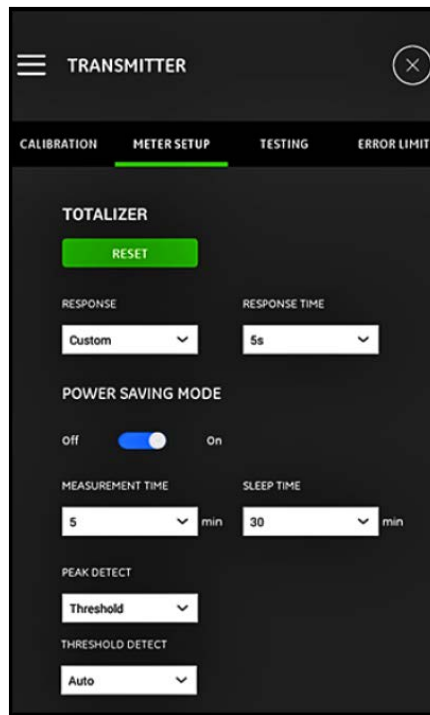 TRANSMITTER
CALIBRATION METER SETUP TESTING ERROR LIMIT
TOTALIZER
RESET
RESPONSE RESPONSE TIME
Custom 5s
POWER SAVING MODE
Off On
MEASUREMENT TIME SLEEP TIME
5 min 30 min
PEAK DETECT
Threshold
THRESHOLD DETECT
Auto